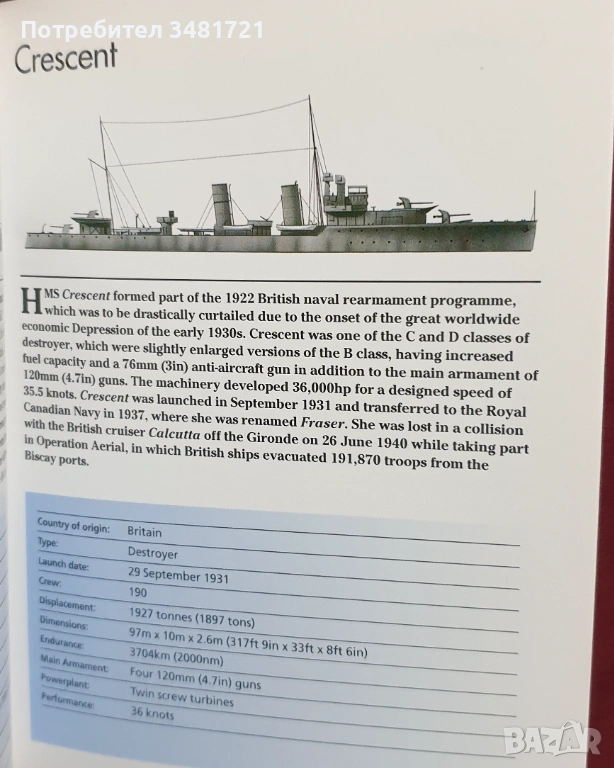 Потребител 3481721
Crescent
HMS Crescent formed part of the 1922 British naval rearmament programme,
which was to be drastically curtailed due to the onset of the great worldwide
economic Depression of the early 1930s. Crescent was one of the C and D classes of
destroyer, which were slightly enlarged versions of the B class, having increased
fuel capacity and a 76mm (3in) anti-aircraft gun in addition to the main armament of
120mm (4.7in) guns. The machinery developed 36,000hp for a designed speed of
35.5 knots. Crescent was launched in September 1931 and transferred to the Royal
Canadian Navy in 1937, where she was renamed Fraser. She was lost in a collision
with the British cruiser Calcutta off the Gironde on 26 June 1940 while taking part
in Operation Aerial, in which British ships evacuated 191,870 troops from the
Biscay ports.
Country of origin: Britain
Type: Destroyer
Launch date: 29 September 1931
Crew: 190
Displacement: 1927 tonnes (1897 tons)
Dimensions: 97m x 10m x 2.6m (317ft 9in x 33ft x 8ft 6in)
Endurance: 3704km (2000nm)
Main Armament: Four 120mm (4.7in) guns
Powerplant: Twin screw turbines
Performance: 36 knots
BAZAR
bg